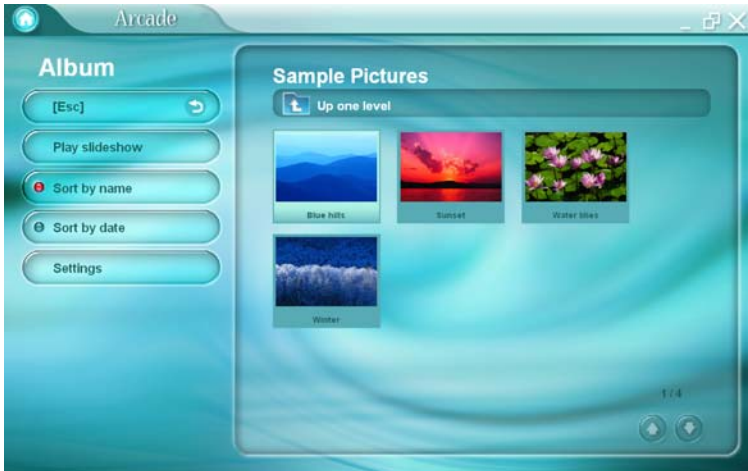 Arcade
Album
[Esc]
Play slideshow
Sort by name
Sort by date
Settings
Sample Pictures
Up one level
Blue hills
Sunset
Water lilies
Winter
1 / 4